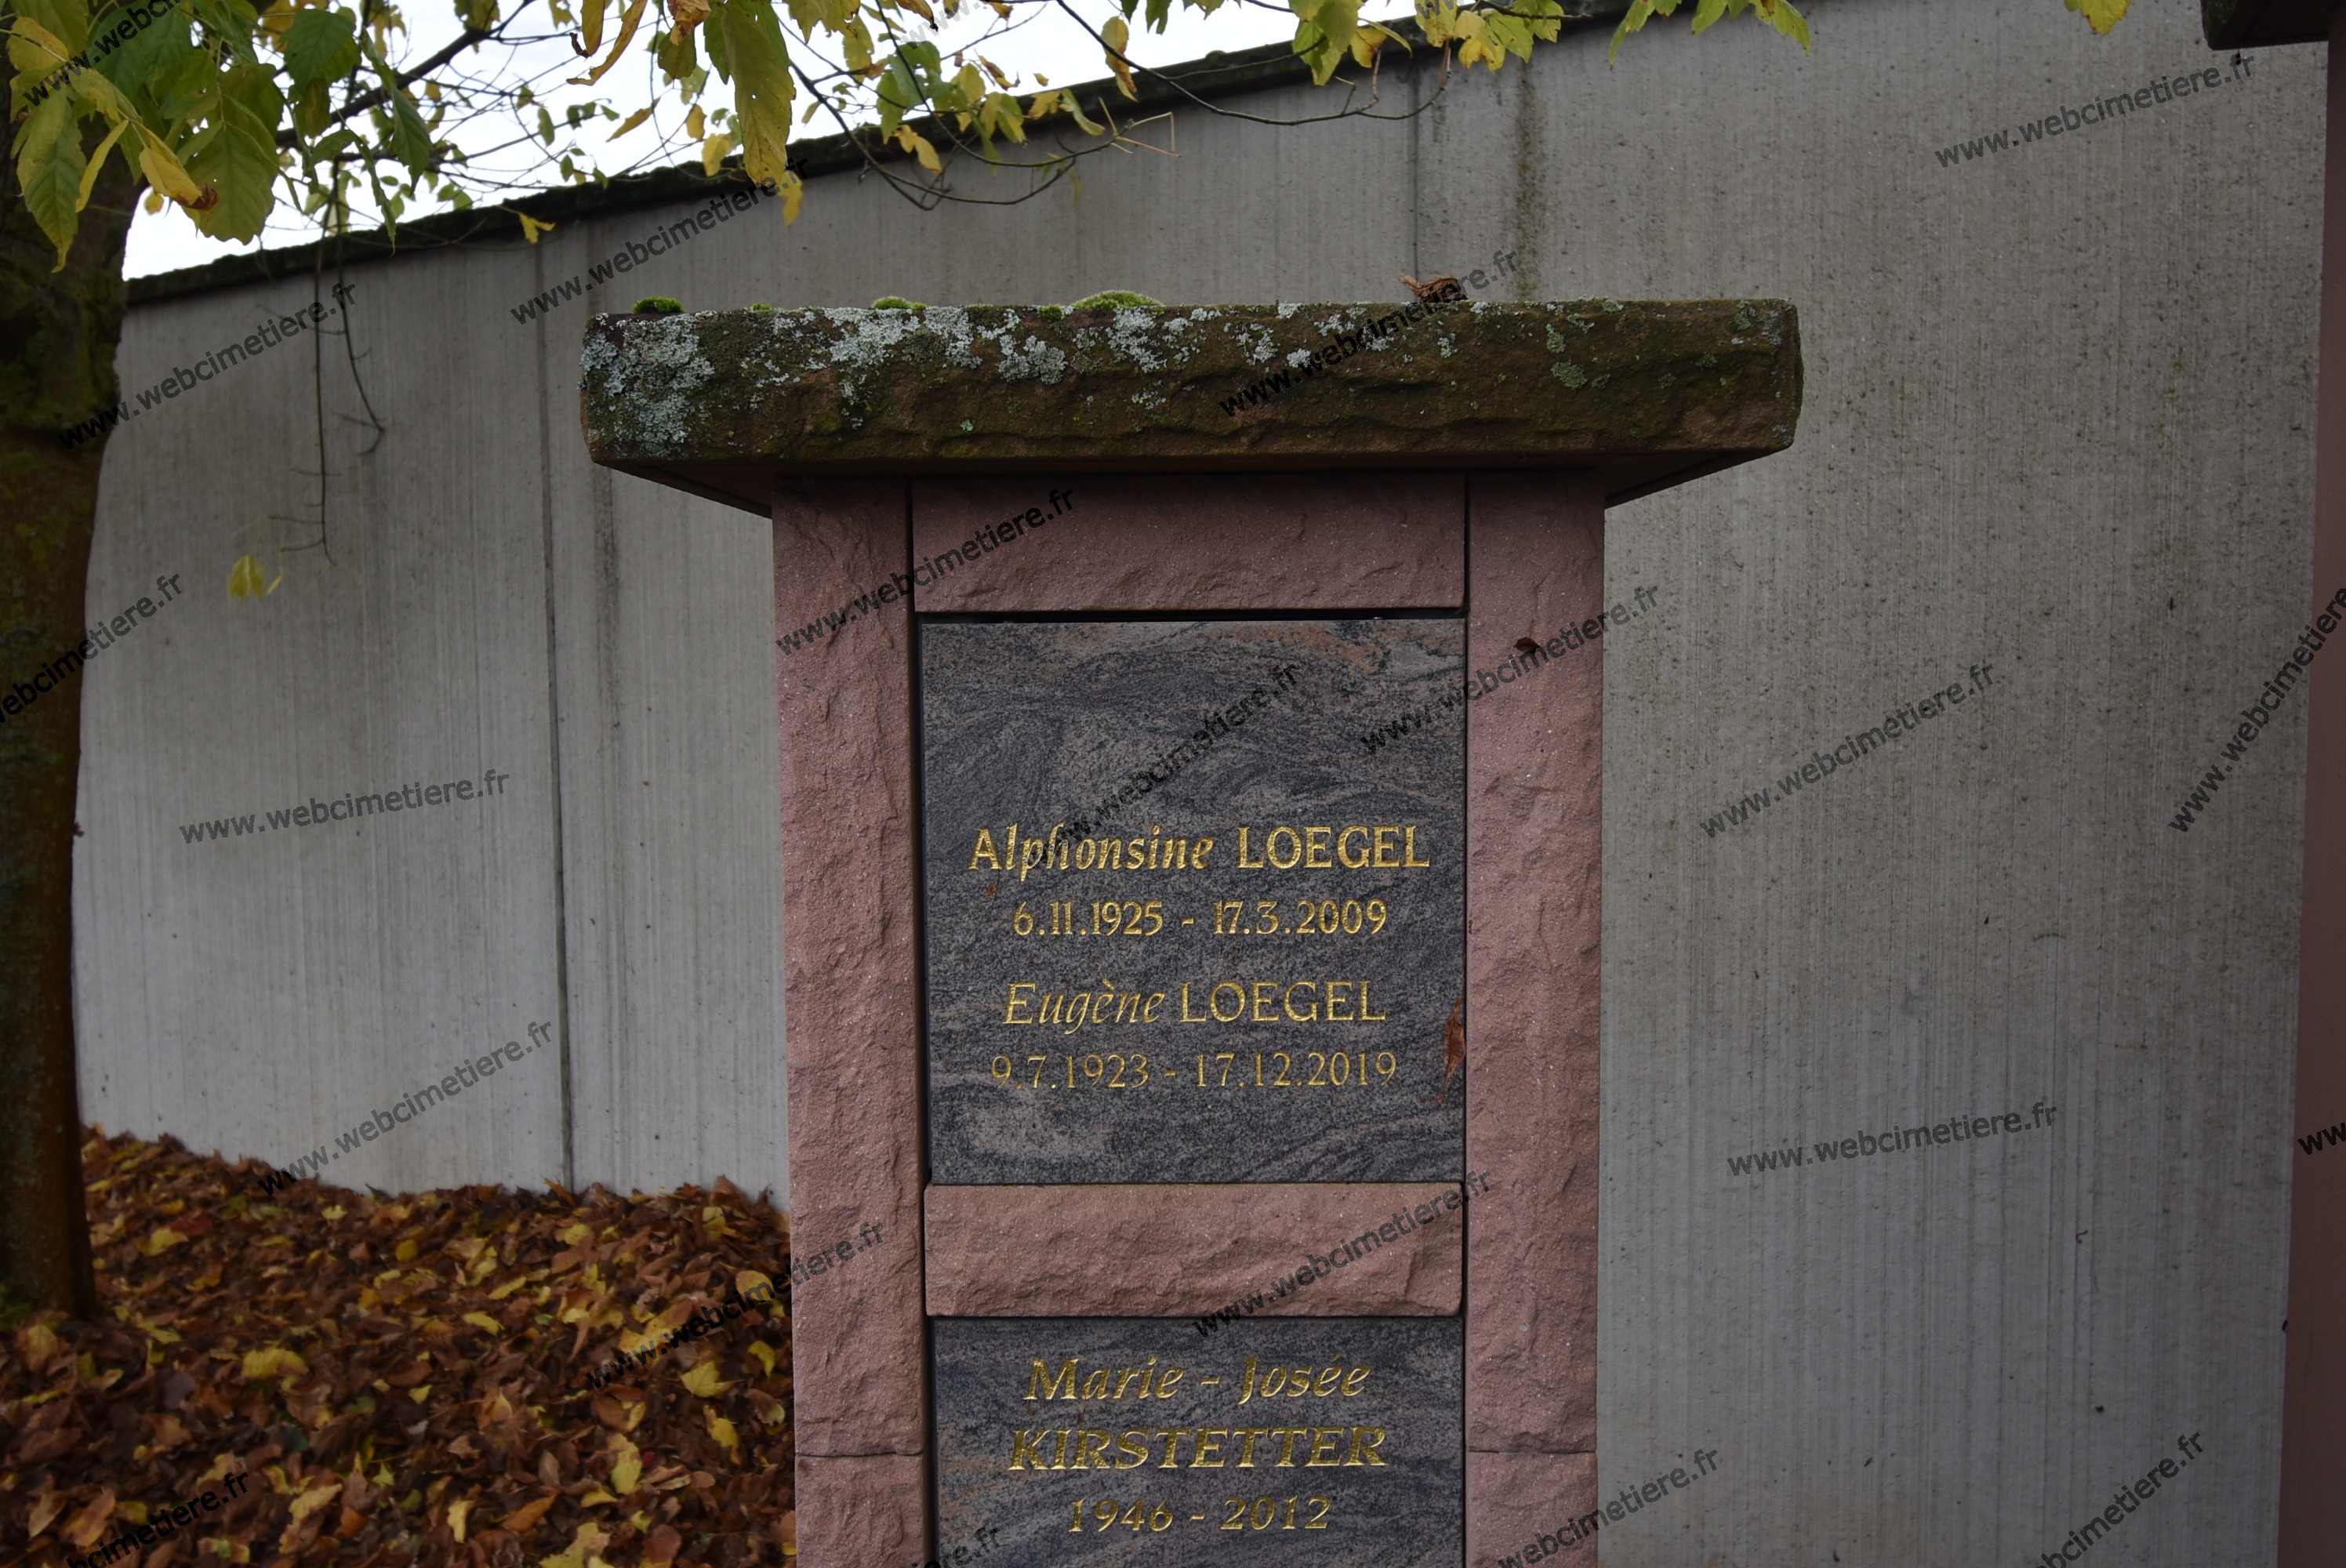 Alphonsine LOEGEL
6.11.1925 - 17.3.2009
Eugène LOEGEL
9.7.1923 - 17.12.2019
Marie - Josée
KIRSTETTER
1946 - 2012
www.webcimetiere.fr